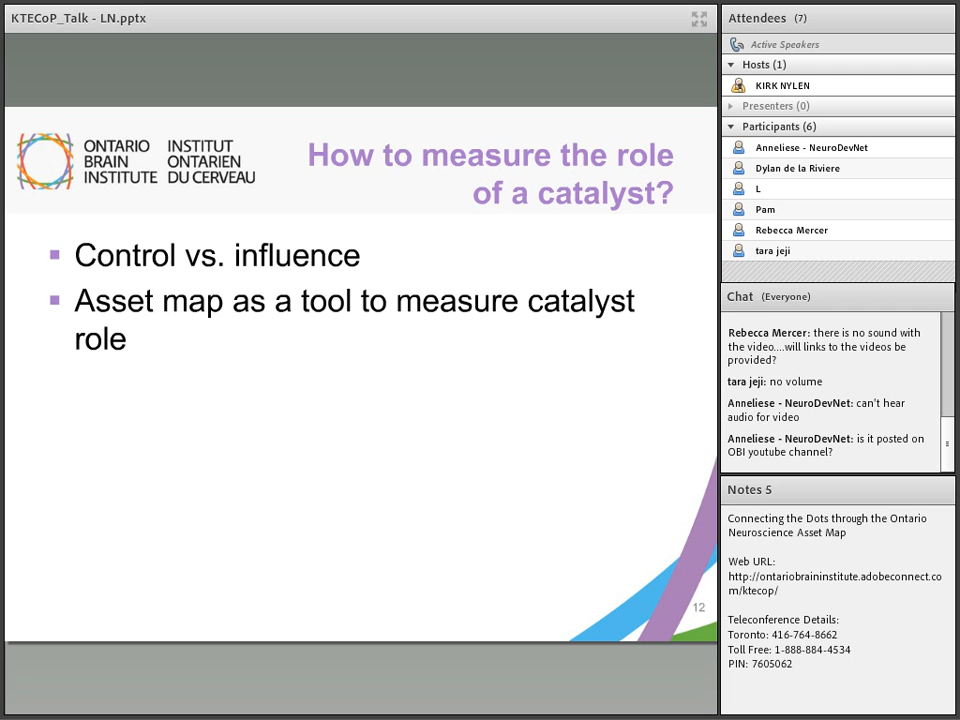 KTECoP_Talk - LN.pptx
ONTARIO
BRAIN
INSTITUTE
INSTITUT
ONTARIEN
DU CERVEAU
How to measure the role
of a catalyst?
Control vs. influence
Asset map as a tool to measure catalyst
role
12
Attendees (7)
Active Speakers
Hosts (1)
KIRK NYLEN
Presenters (0)
Participants (6)
Anneliese - NeuroDevNet
Dylan de la Riviere
L
Pam
Rebecca Mercer
tara jeji
Chat (Everyone)
Rebecca Mercer: there is no sound with
the video....will links to the videos be
provided?
tara jeji: no volume
Anneliese - NeuroDevNet: can't hear
audio for video
Anneliese - NeuroDevNet: is it posted on
OBI youtube channel?
Notes 5
Connecting the Dots through the Ontario
Neuroscience Asset Map
Web URL:
http://ontariobraininstitute.adobeconnect.co
m/ktecop/
Teleconference Details:
Toronto: 416-764-8662
Toll Free: 1-888-884-4534
PIN: 7605062